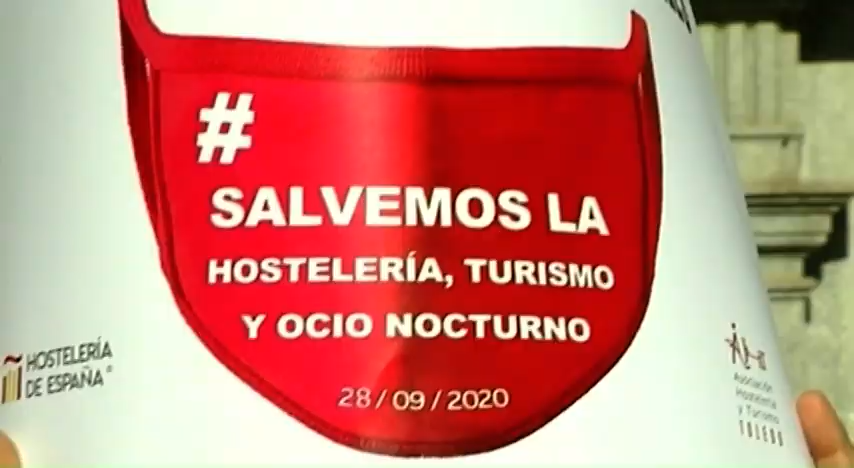 #
SALVEMOS LA
HOSTELERÍA, TURISMO
Y OCIO NOCTURNO
28/09/2020
HOSTELERÍA
DE ESPAÑA
Asociación
Hostelería
y Turismo
TOLEDO